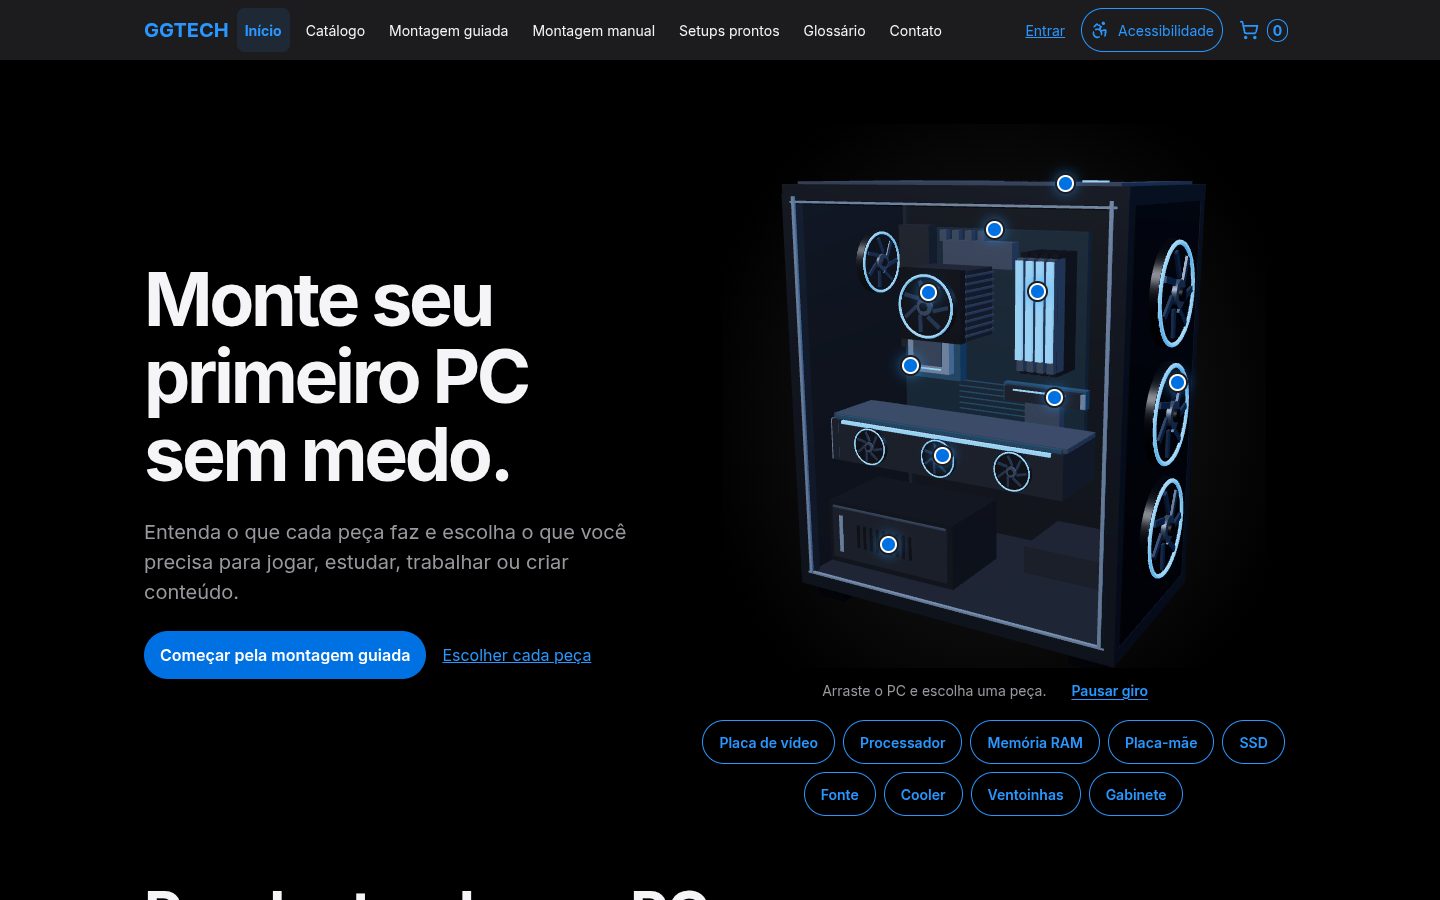 GGTECH Início Catálogo Montagem guiada Montagem manual Setups prontos Glossário Contato Entrar Acessibilidade 0
Monte seu
primeiro PC
sem medo.
Entenda o que cada peça faz e escolha o que você
precisa para jogar, estudar, trabalhar ou criar
conteúdo.
Começar pela montagem guiada Escolher cada peça
Arraste o PC e escolha uma peça. Pausar giro
Placa de vídeo Processador Memória RAM Placa-mãe SSD
Fonte Cooler Ventoinhas Gabinete